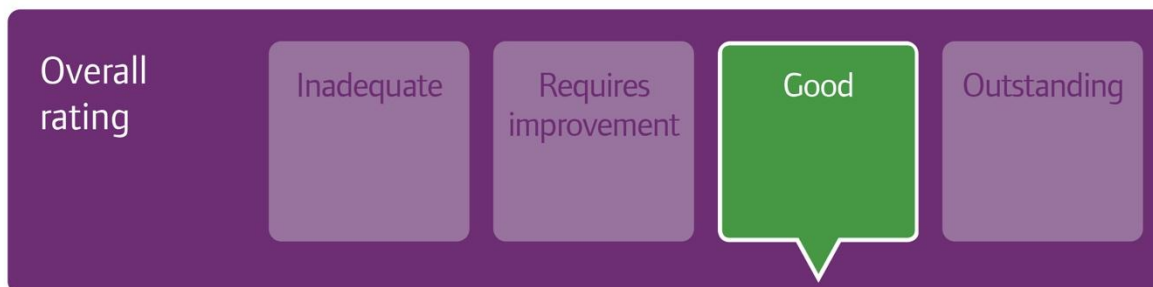 Overall
rating
Inadequate
Requires
improvement
Good
Outstanding